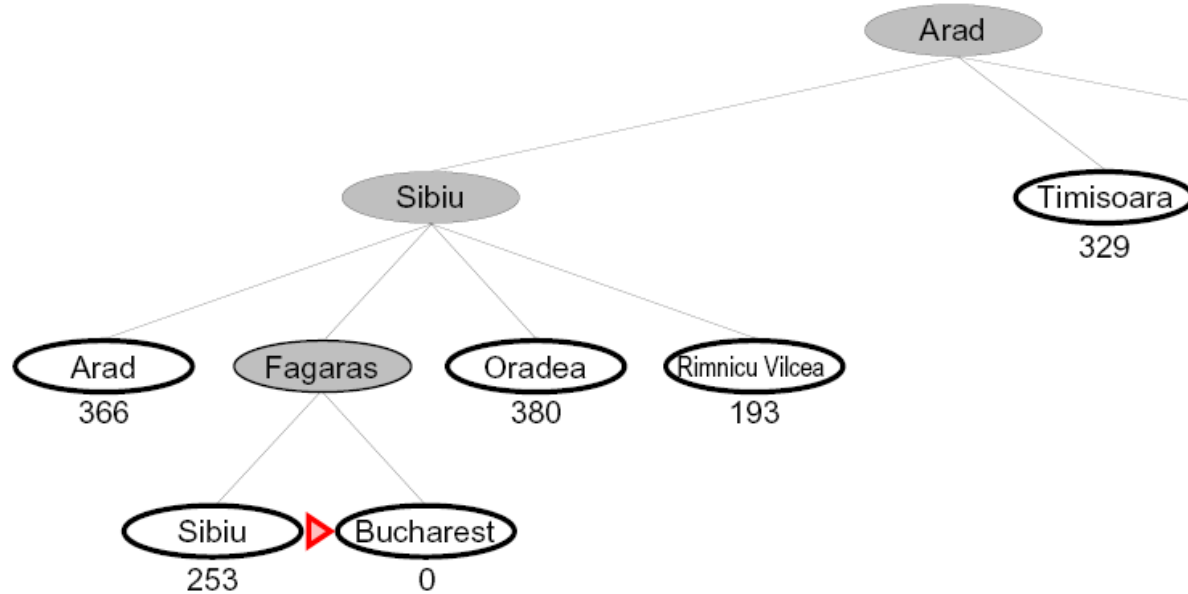 Arad
Sibiu
Timisoara
329
Arad
Fagaras
Oradea
Rimnicu Vilcea
366
380
193
Sibiu
Bucharest
253
0